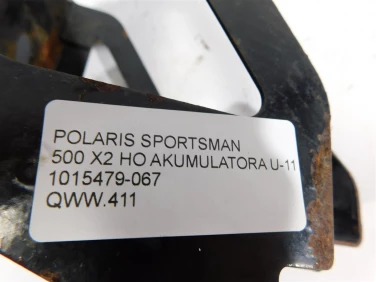 POLARIS SPORTSMAN
500 X2 HO AKUMULATORA U-11
1015479-067
QWW.411